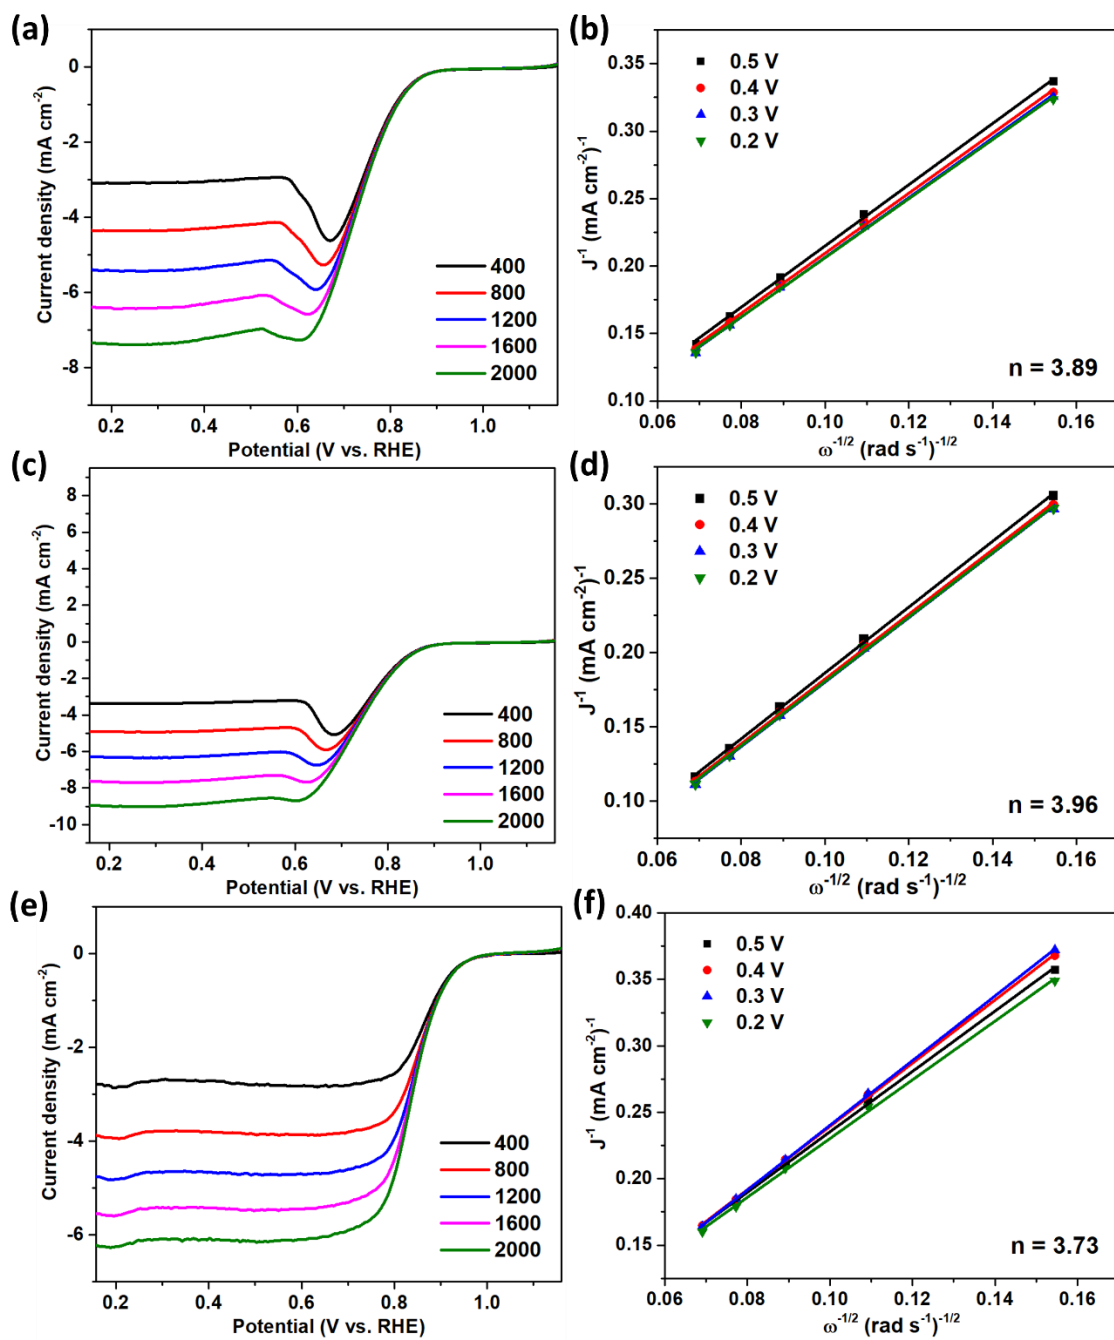 (a)
0
-2
-4
-6
-8
0.2 0.4 0.6 0.8 1.0
Current density (mA cm-2)
Potential (V vs. RHE)
400
800
1200
1600
2000
(b)
0.35
0.30
0.25
0.20
0.15
0.10
0.06 0.08 0.10 0.12 0.14 0.16
J-1 (mA cm-2)-1
ω-1/2 (rad s-1)-1/2
0.5 V
0.4 V
0.3 V
0.2 V
n = 3.89
(c)
8
6
4
2
0
-2
-4
-6
-8
-10
0.2 0.4 0.6 0.8 1.0
Current density (mA cm-2)
Potential (V vs. RHE)
400
800
1200
1600
2000
(d)
0.30
0.25
0.20
0.15
0.10
0.06 0.08 0.10 0.12 0.14 0.16
J-1 (mA cm-2)-1
ω-1/2 (rad s-1)-1/2
0.5 V
0.4 V
0.3 V
0.2 V
n = 3.96
(e)
0
-2
-4
-6
0.2 0.4 0.6 0.8 1.0
Current density (mA cm-2)
Potential (V vs. RHE)
400
800
1200
1600
2000
(f)
0.40
0.35
0.30
0.25
0.20
0.15
0.06 0.08 0.10 0.12 0.14 0.16
J-1 (mA cm-2)-1
ω-1/2 (rad s-1)-1/2
0.5 V
0.4 V
0.3 V
0.2 V
n = 3.73